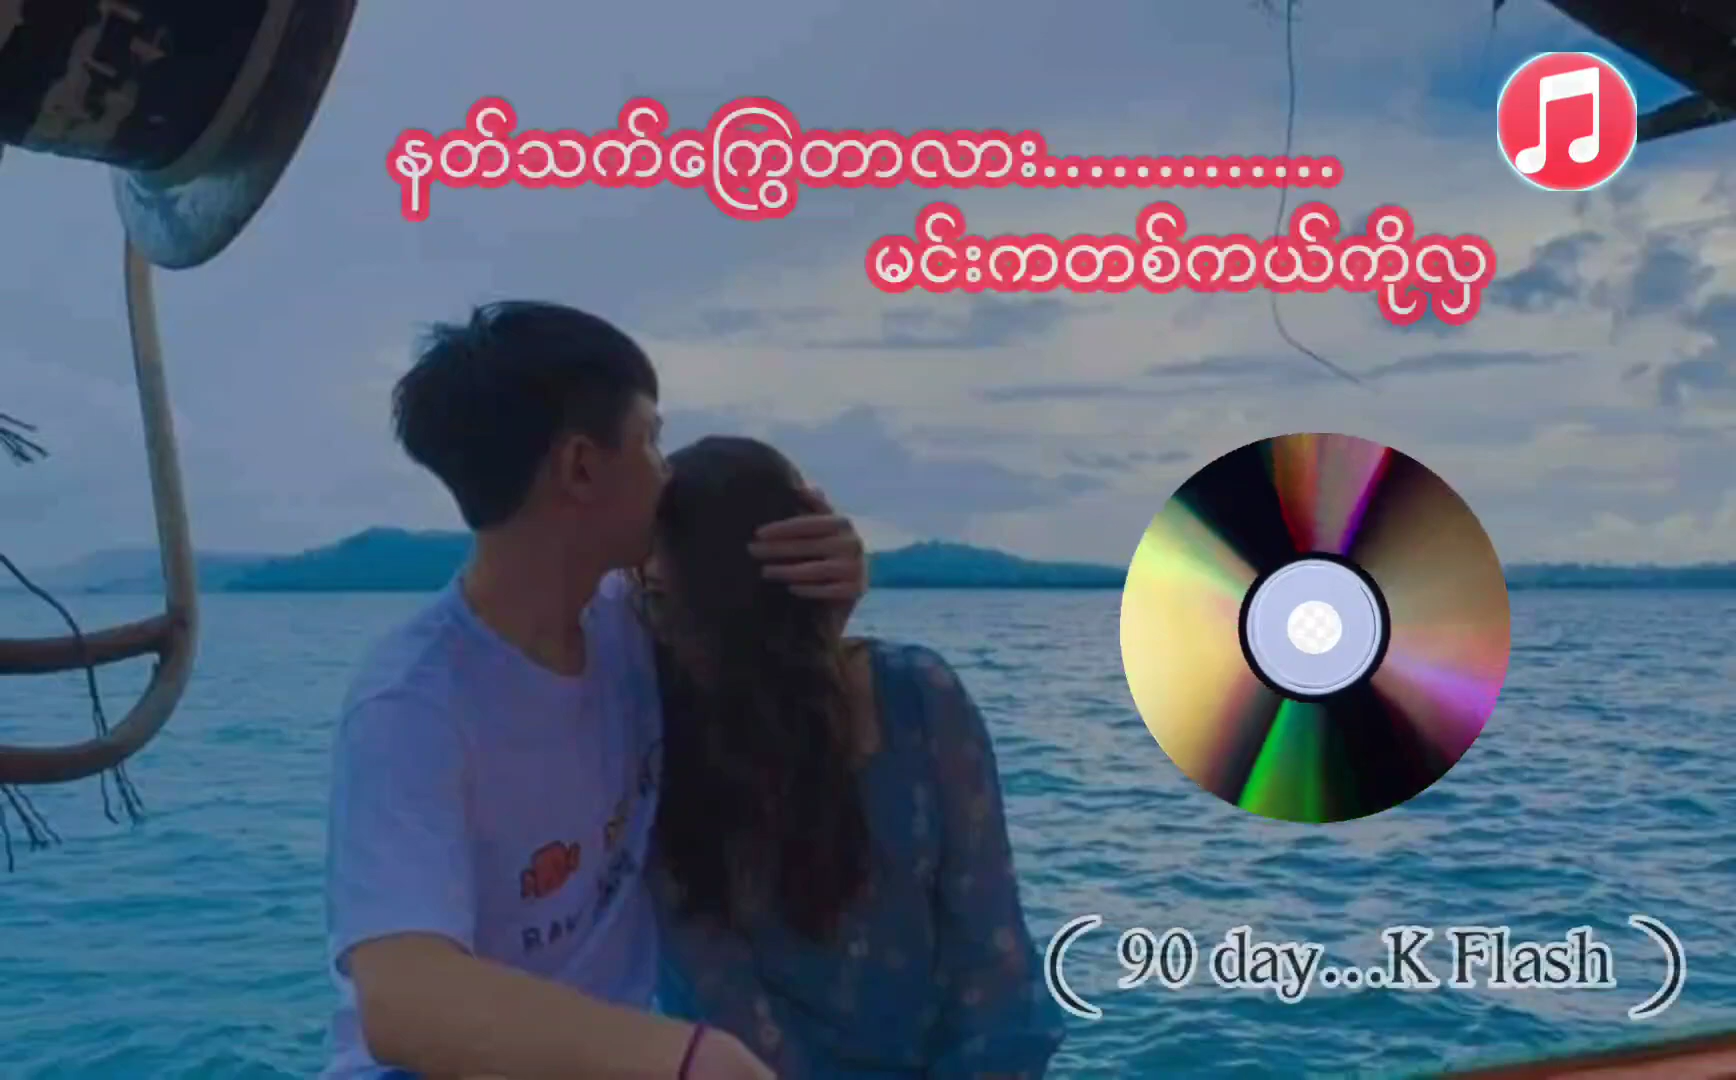 နတ်သက်ကြွေတာလား.............
မင်းကတစ်ကယ်ကိုလှ
( 90 day...K Flash )